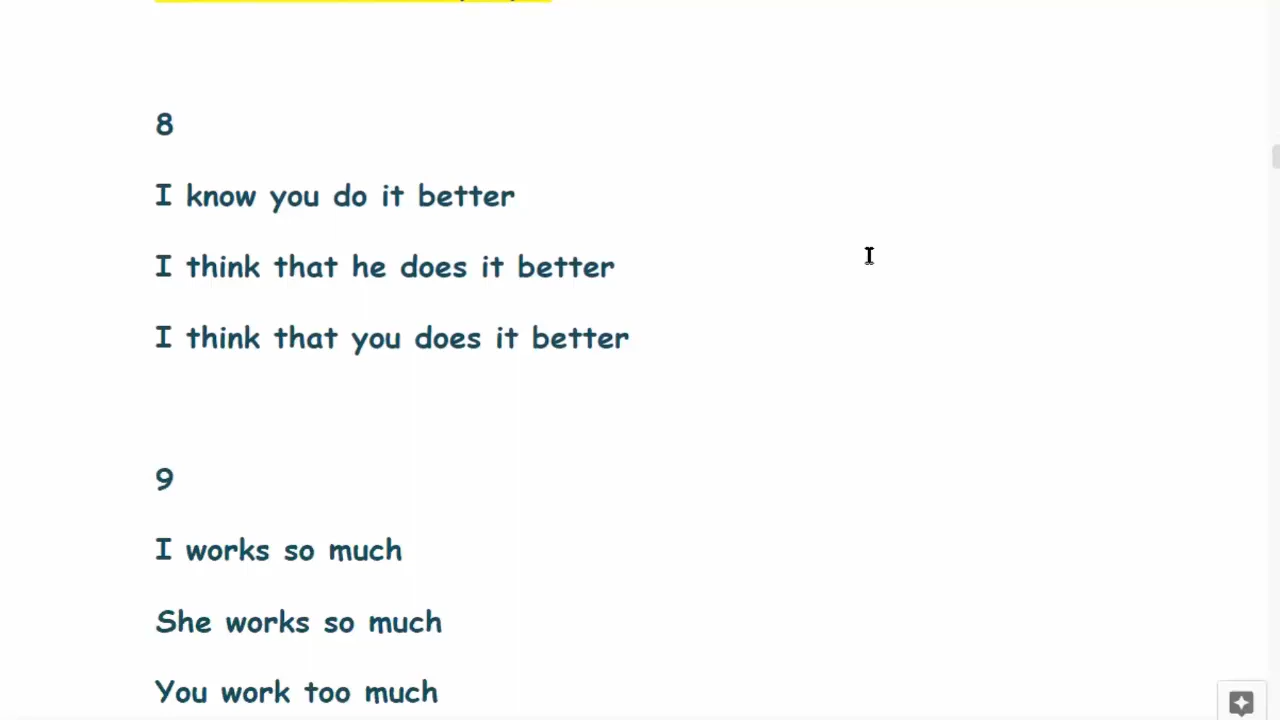 8
I know you do it better
I think that he does it better
I think that you does it better
9
I works so much
She works so much
You work too much